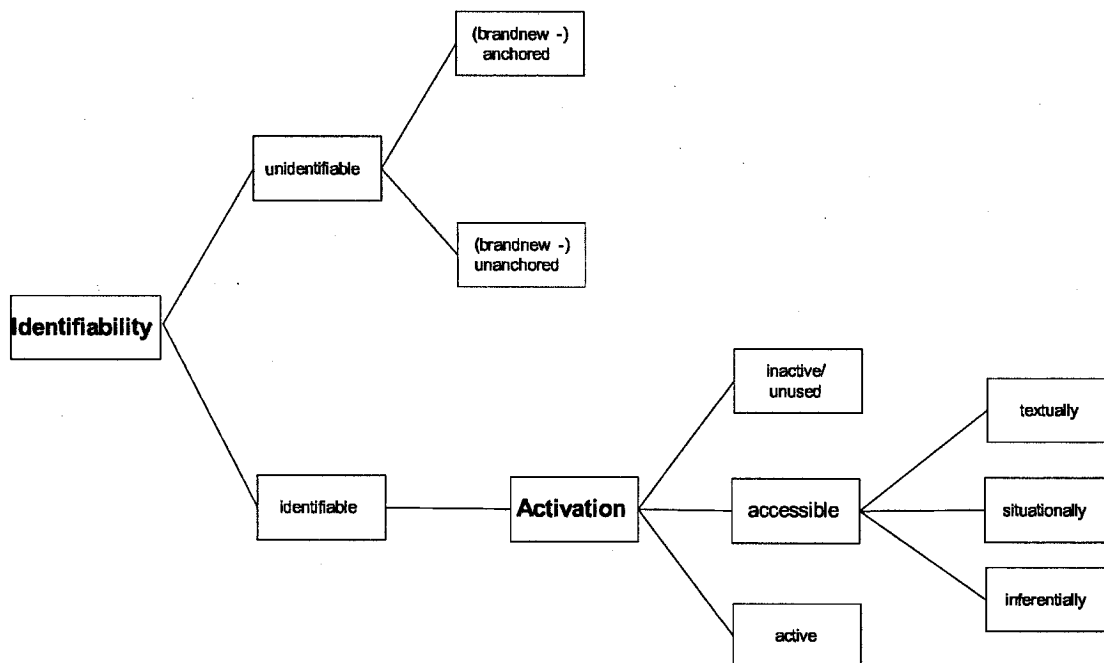 (brandnew -)
anchored
unidentifiable
(brandnew -)
unanchored
Identifiability
inactive/
unused
textually
identifiable
Activation
accessible
situationally
inferentially
active